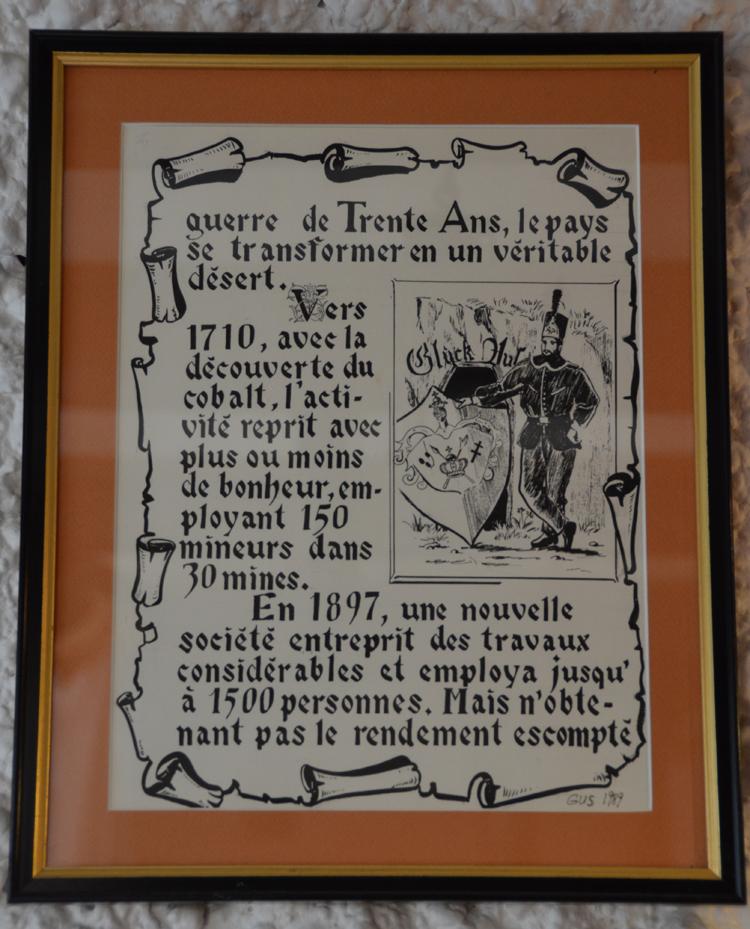 guerre de Trente Ans, le pays
se transformer en un véritable
désert.
Vers
1710, avec la
découverte du
cobalt, l'acti-
vité reprit avec
plus ou moins
de bonheur, em-
ployant 150
mineurs dans
30 mines.
Glück Auf
En 1897, une nouvelle
société entreprit des travaux
considérables et employa jusqu'
à 1500 personnes. Mais n'obte-
nant pas le rendement escompté
GUS 1989